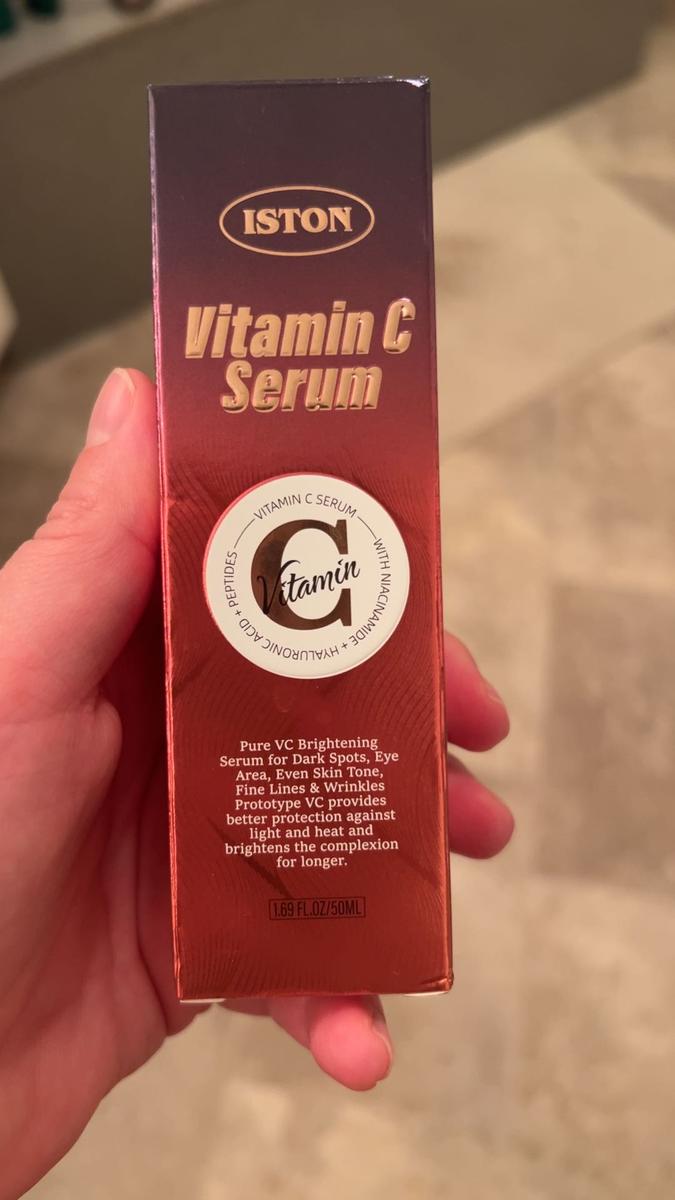 ISTON
Vitamin C
Serum
VITAMIN C SERUM
WITH NIACINAMIDE + HYALURONIC ACID + PEPTIDES
C
Vitamin
Pure VC Brightening
Serum for Dark Spots, Eye
Area, Even Skin Tone,
Fine Lines & Wrinkles
Prototype VC provides
better protection against
light and heat and
brightens the complexion
for longer.
1.69 FL.OZ/50ML